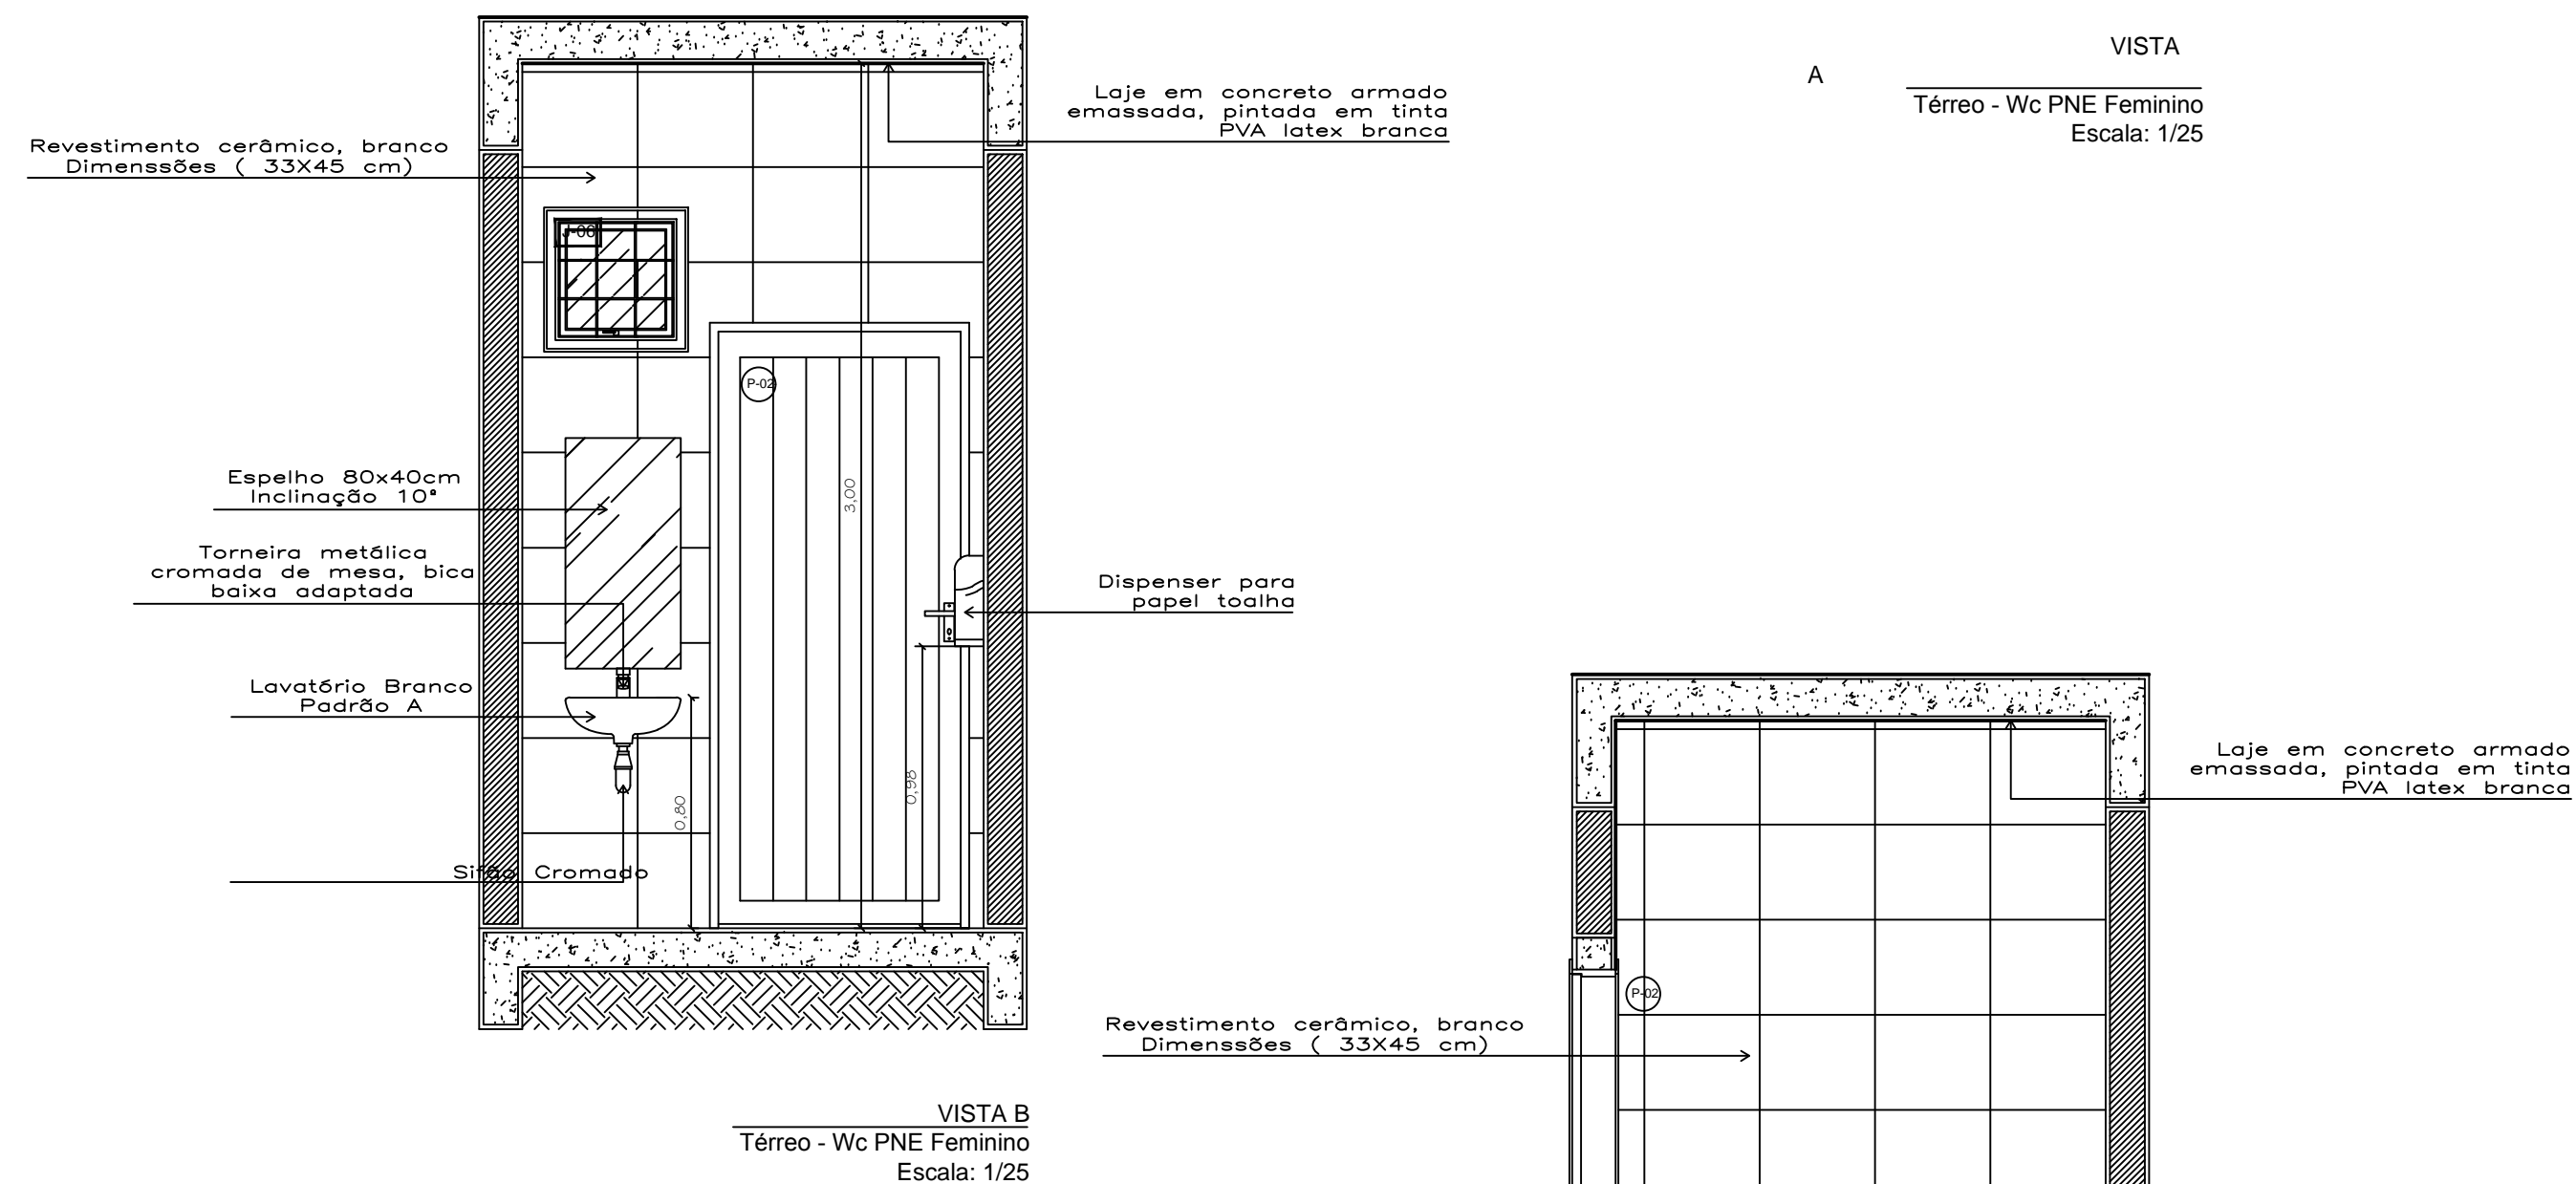 VISTA
A
Térreo - Wc PNE Feminino
Escala: 1/25
Laje em concreto armado
emassada, pintada em tinta
PVA latex branca
Revestimento cerâmico, branco
Dimenssões ( 33X45 cm)
J-06
P-02
3,00
Espelho 80x40cm
Inclinação 10ª
Torneira metálica
cromada de mesa, bica
baixa adaptada
Dispenser para
papel toalha
Lavatório Branco
Padrão A
0,80
0,98
Sifão Cromado
VISTA B
Térreo - Wc PNE Feminino
Escala: 1/25
Laje em concreto armado
emassada, pintada em tinta
PVA latex branca
P-02
Revestimento cerâmico, branco
Dimenssões ( 33X45 cm)